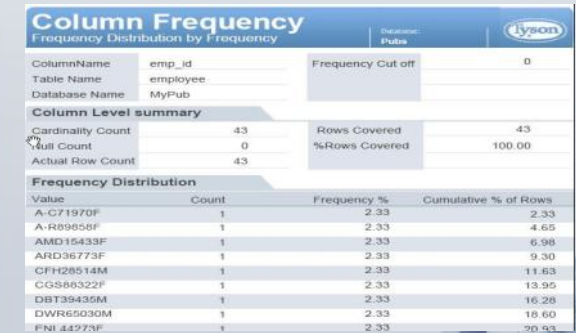 Column Frequency
Frequency Distribution by Frequency
Database:
Pubs
Tyson
ColumnName emp_id Frequency Cut off 0
Table Name employee
Database Name MyPub
Column Level summary
Cardinality Count 43 Rows Covered 43
Null Count 0 %Rows Covered 100.00
Actual Row Count 43
Frequency Distribution
Value Count Frequency % Cumulative % of Rows
A-C71970F 1 2.33 2.33
A-R89858F 1 2.33 4.65
AMD15433F 1 2.33 6.98
ARD36773F 1 2.33 9.30
CFH28514M 1 2.33 11.63
CGS88322F 1 2.33 13.95
DBT39435M 1 2.33 16.28
DWR65030M 1 2.33 18.60
ENL44273F 1 2.33 20.93